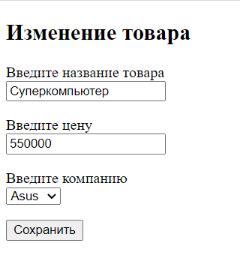 Изменение товара
Введите название товара
Суперкомпьютер
Введите цену
550000
Введите компанию
Asus
Сохранить